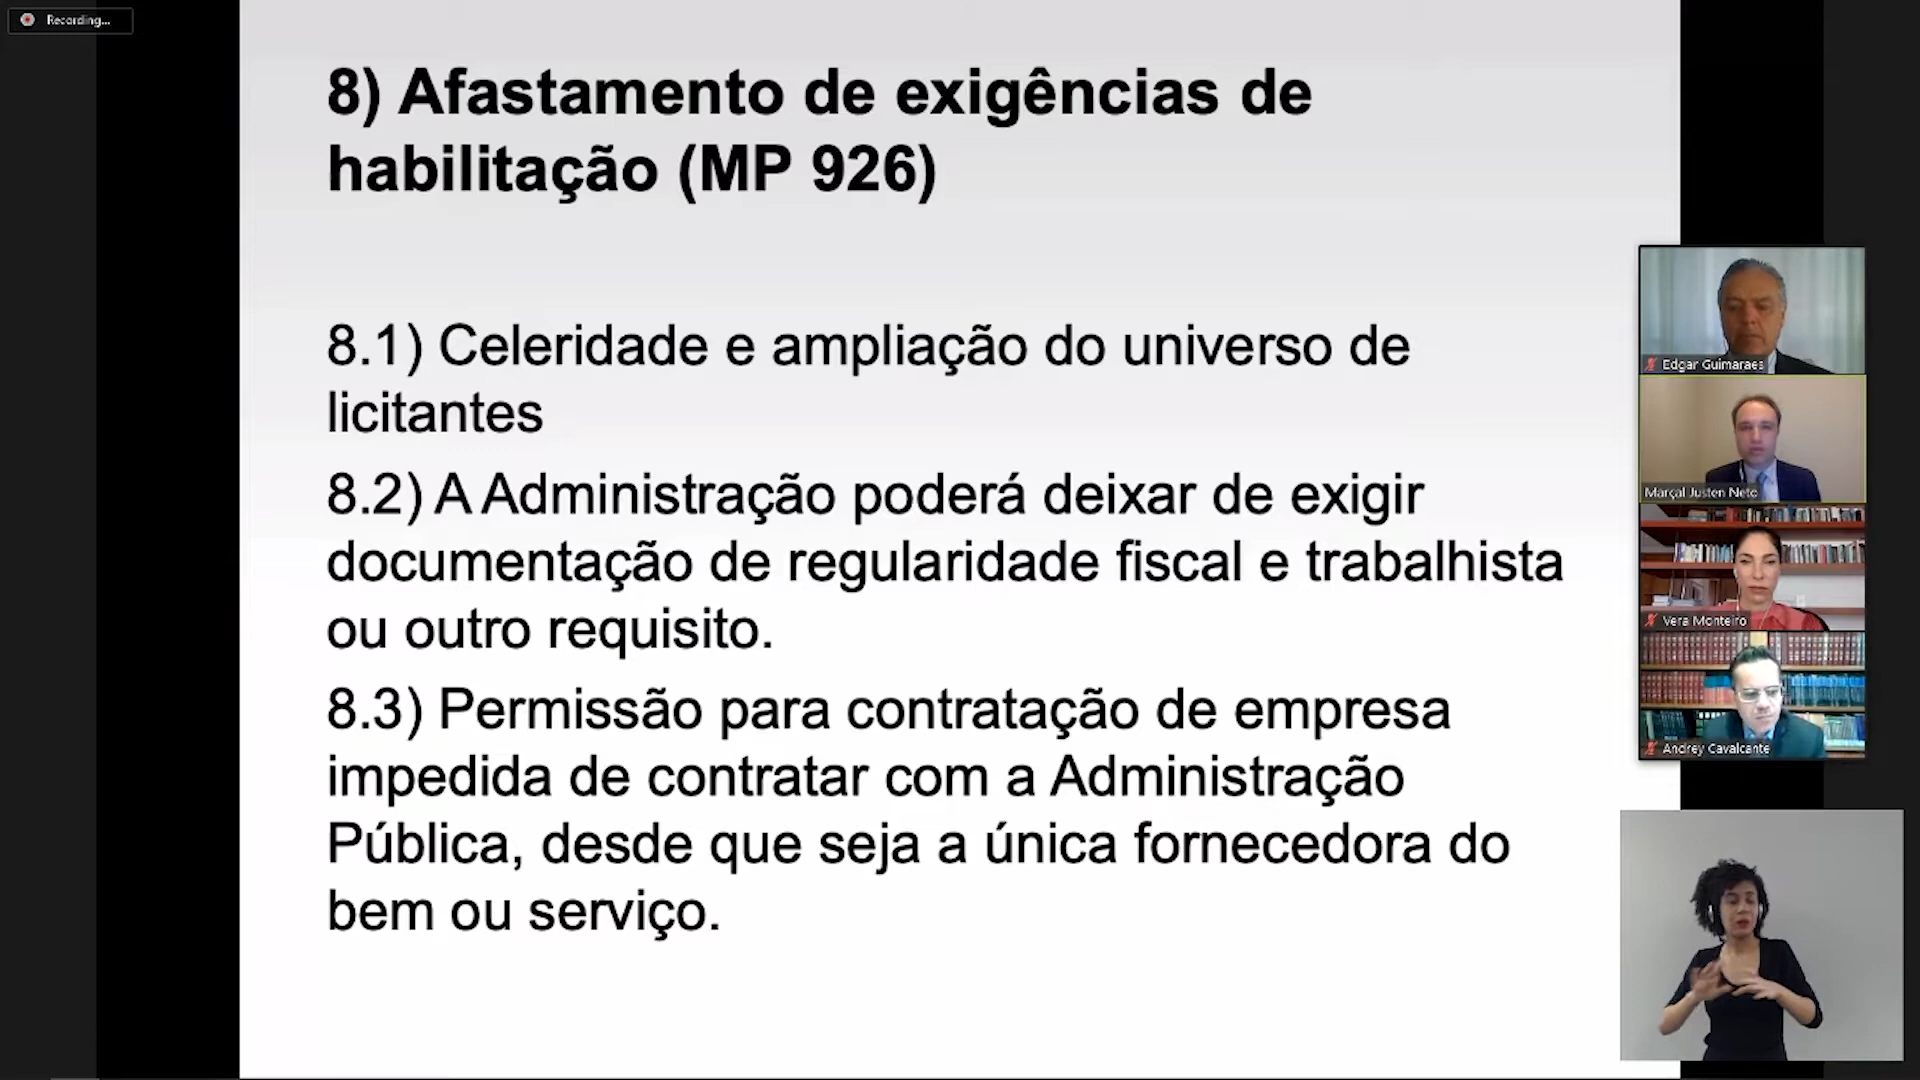 Recording...
8) Afastamento de exigências de
habilitação (MP 926)
8.1) Celeridade e ampliação do universo de
licitantes
8.2) A Administração poderá deixar de exigir
documentação de regularidade fiscal e trabalhista
ou outro requisito.
8.3) Permissão para contratação de empresa
impedida de contratar com a Administração
Pública, desde que seja a única fornecedora do
bem ou serviço.
Edgar Guimaraes
Marçal Justen Neto
Vera Monteiro
Andrey Cavalcante